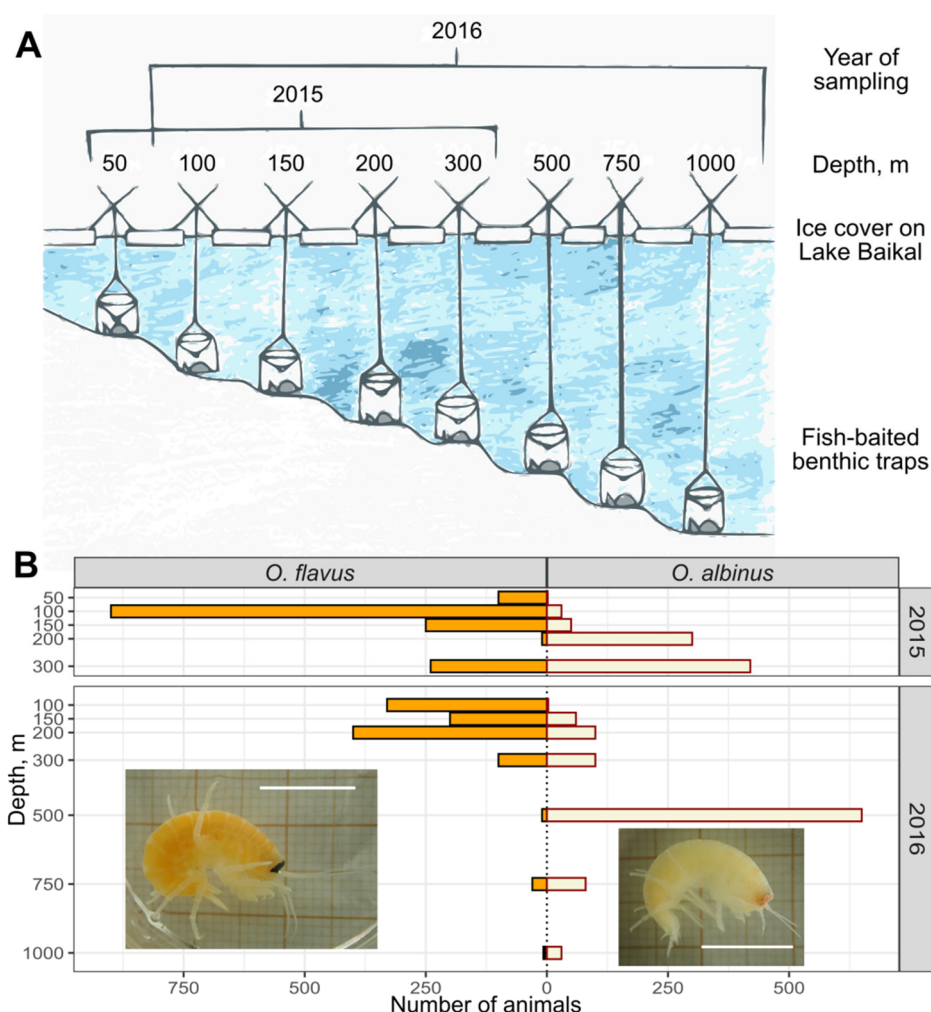 A
2016
Year of
sampling
2015
50 100 150 200 300 500 750 1000
Depth, m
Ice cover on
Lake Baikal
Fish-baited
benthic traps
B
O. flavus
O. albinus
50
100
150
200
300
2015
100
150
200
300
500
750
1000
Depth, m
2016
750 500 250 0 250 500
Number of animals